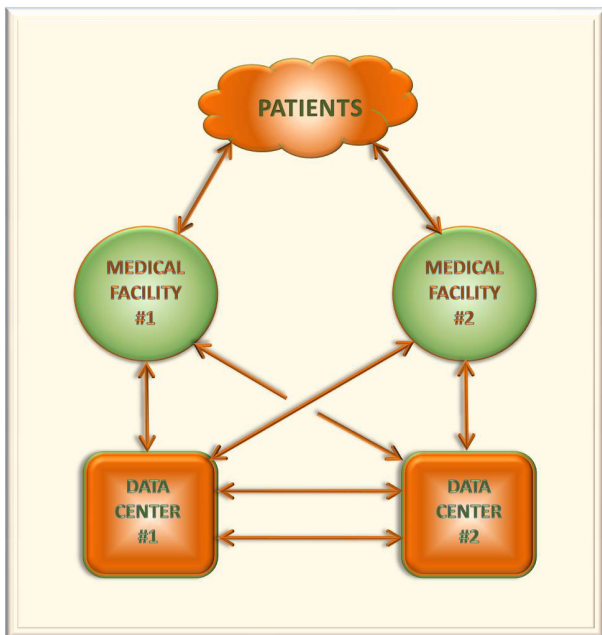 PATIENTS
MEDICAL
FACILITY
#1
MEDICAL
FACILITY
#2
DATA
CENTER
#1
DATA
CENTER
#2